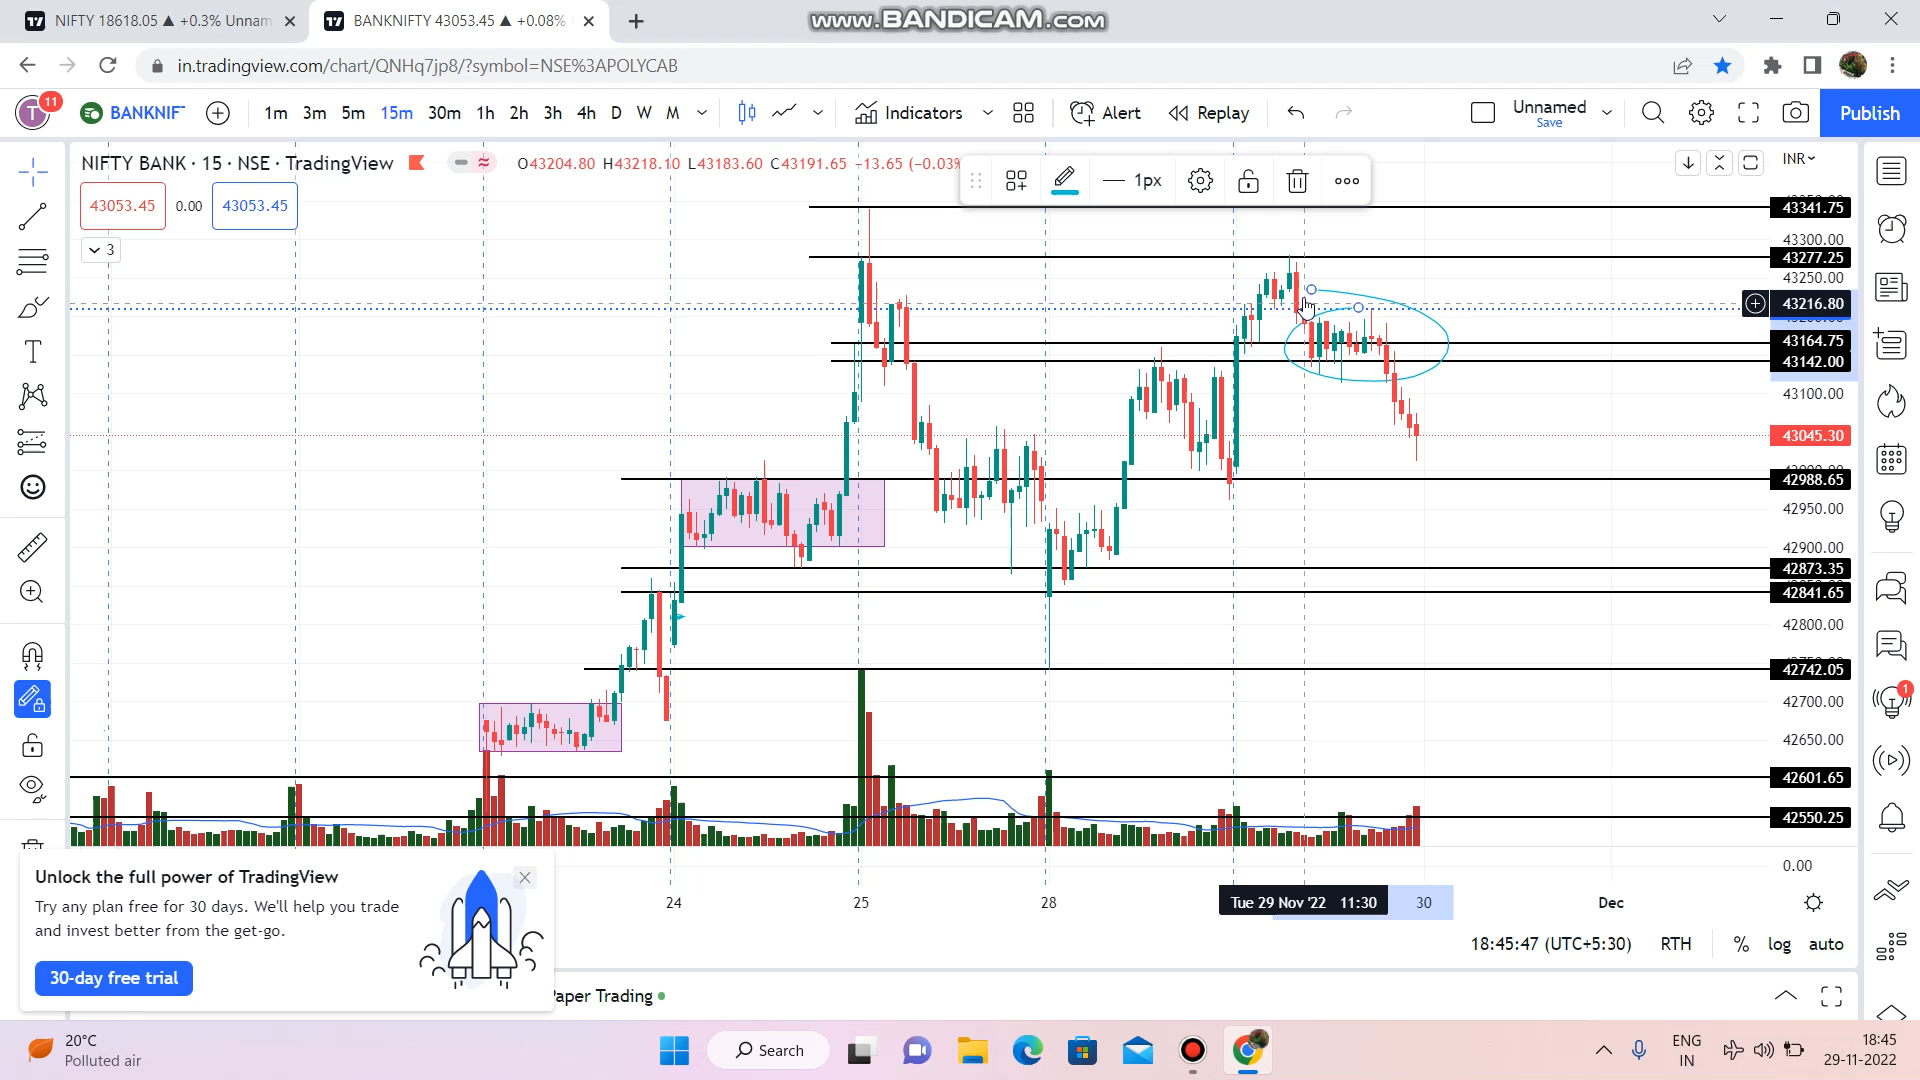 NIFTY 18618.05 ▲ +0.3% Unnam
BANKNIFTY 43053.45 ▲ +0.08%
www.BANDICAM.com
in.tradingview.com/chart/QNHq7jp8/?symbol=NSE%3APOLYCAB
T 11
BANKNIF
1m 3m 5m 15m 30m 1h 2h 3h 4h D W M
Indicators
Alert
Replay
Unnamed
Save
Publish
NIFTY BANK · 15 · NSE · TradingView
O43204.80 H43218.10 L43183.60 C43191.65 −13.65 (−0.03%
1px
INR
43053.45 0.00 43053.45
3
43341.75
43300.00
43277.25
43250.00
43216.80
43164.75
43142.00
43100.00
43045.30
42988.65
42950.00
42900.00
42873.35
42841.65
42800.00
42742.05
42700.00
42650.00
42601.65
42550.25
0.00
24 25 28 Tue 29 Nov '22 11:30 30 Dec
Unlock the full power of TradingView
Try any plan free for 30 days. We'll help you trade
and invest better from the get-go.
30-day free trial
18:45:47 (UTC+5:30) RTH % log auto
aper Trading
1
20°C
Polluted air
Search
ENG
IN
18:45
29-11-2022